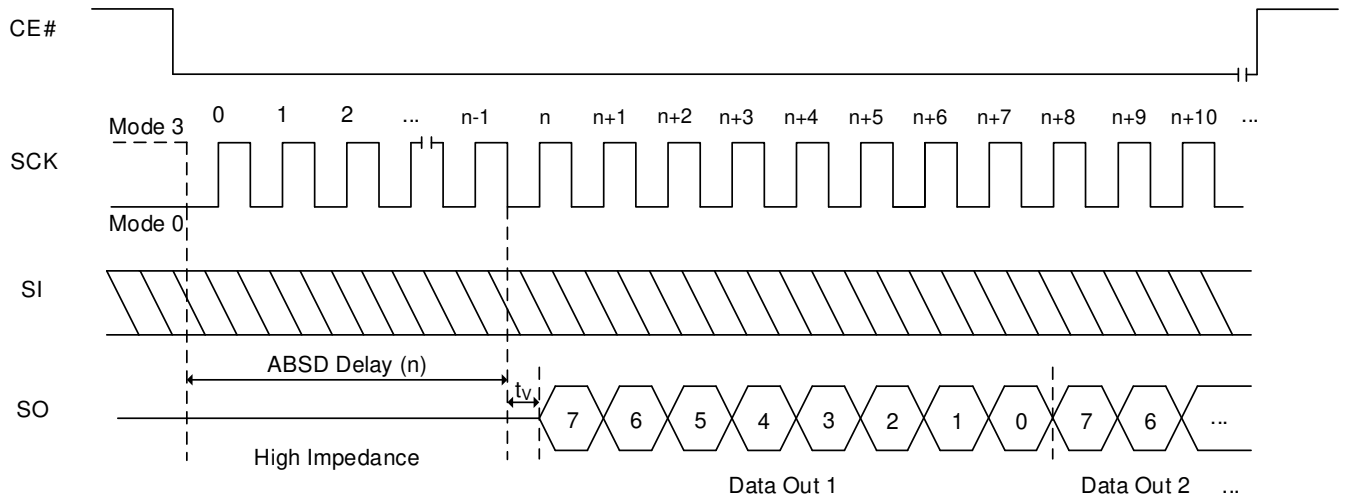 CE#
0 1 2 ... n-1 n n+1 n+2 n+3 n+4 n+5 n+6 n+7 n+8 n+9 n+10 ...
Mode 3
SCK
Mode 0
SI
ABSD Delay (n)
tV
SO
7 6 5 4 3 2 1 0 7 6 ...
High Impedance
Data Out 1 Data Out 2 ...